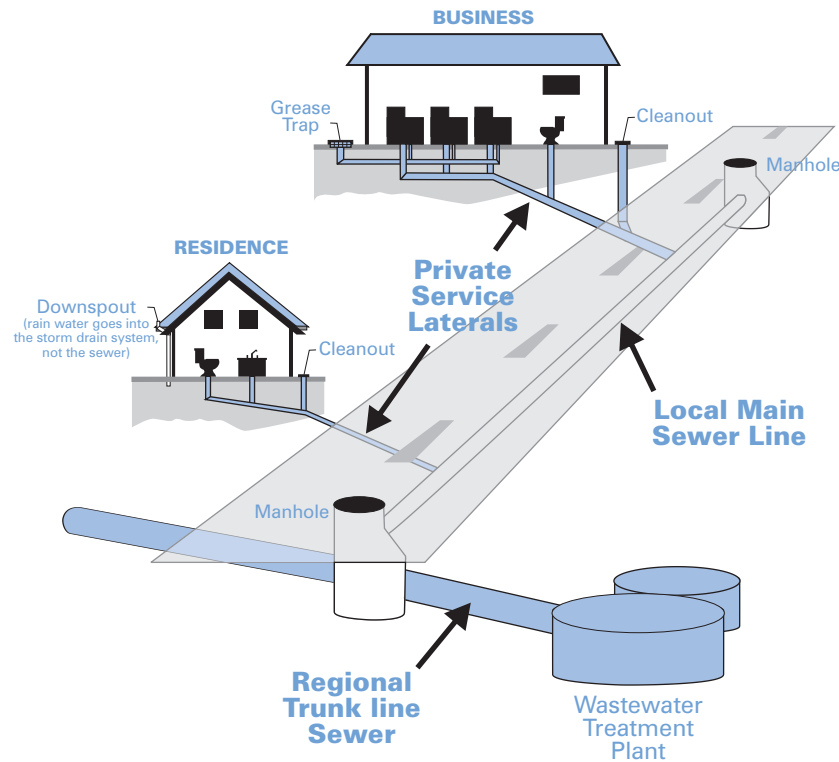 BUSINESS
Grease
Trap
Cleanout
Manhole
RESIDENCE
Private
Service
Laterals
Downspout
(rain water goes into
the storm drain system,
not the sewer)
Cleanout
Local Main
Sewer Line
Manhole
Regional
Trunk line
Sewer
Wastewater
Treatment
Plant